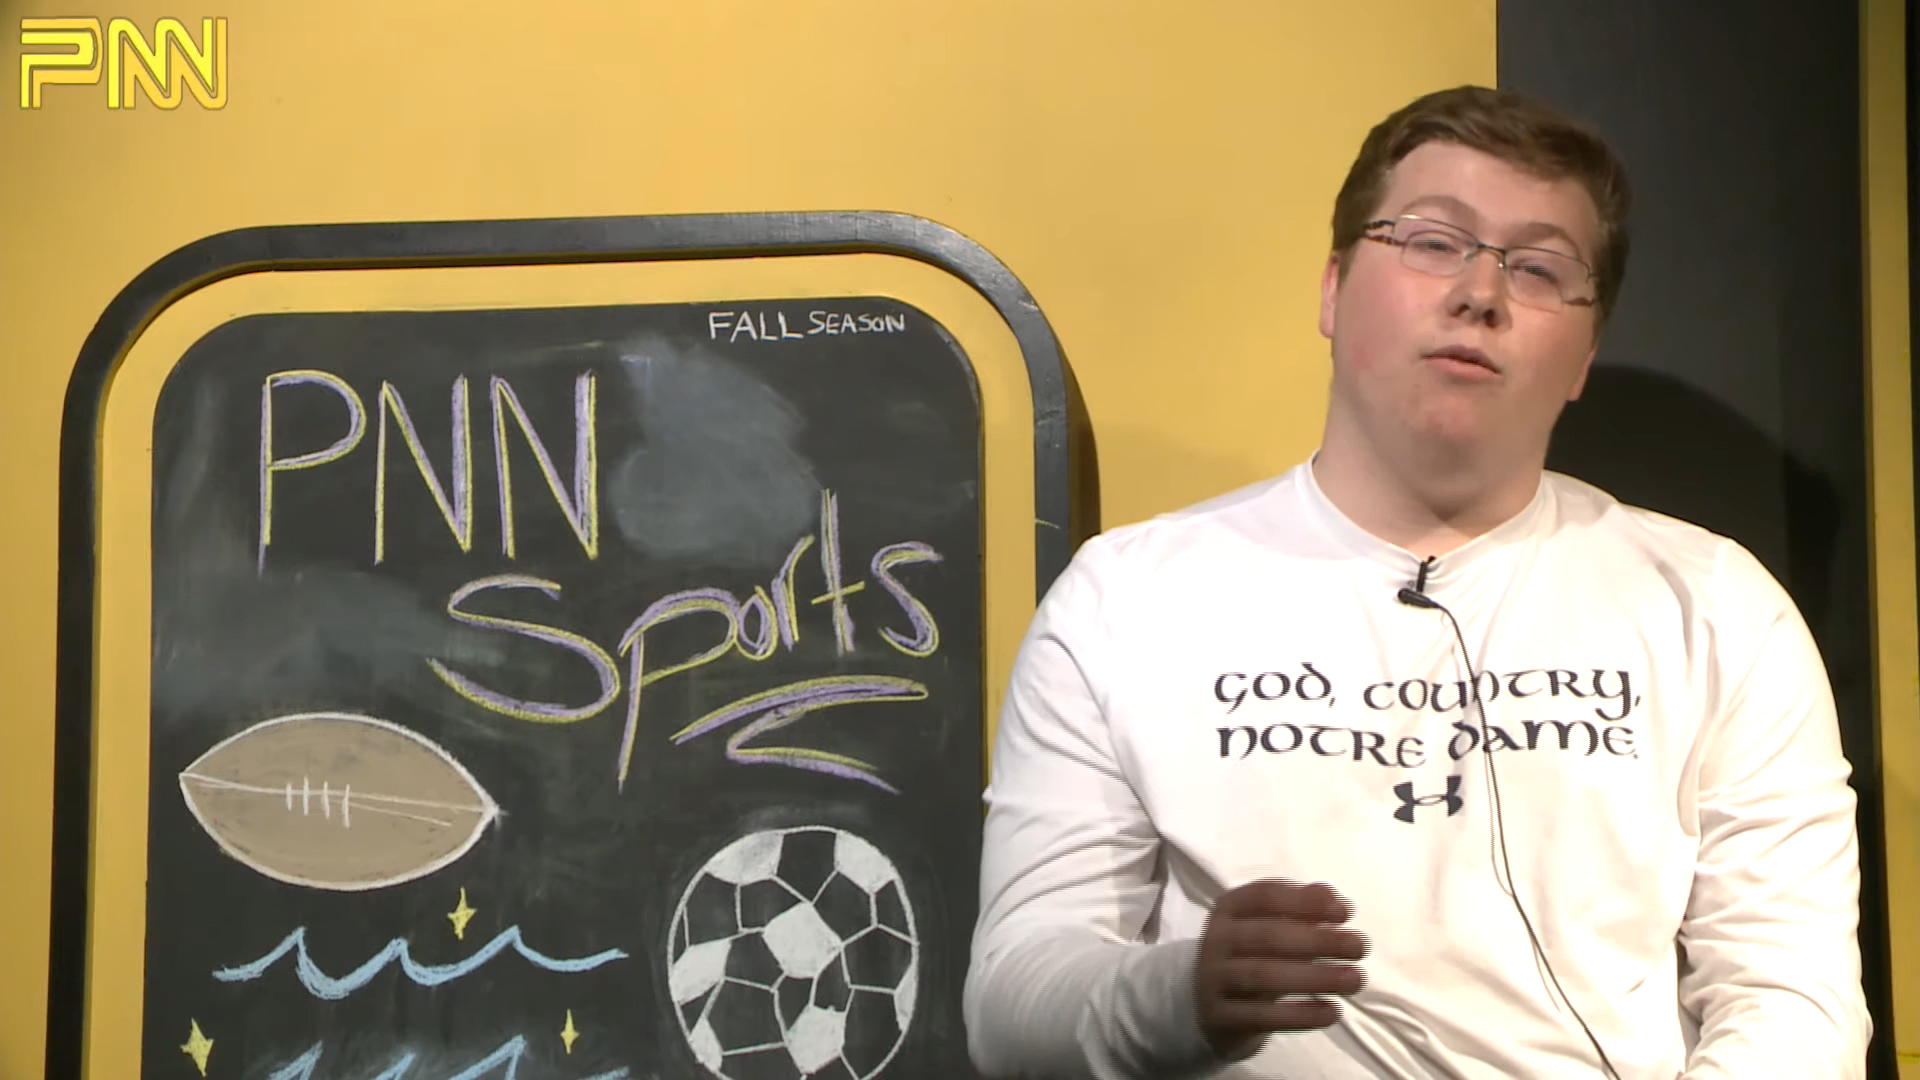 PNN
FALL SEASON
PNN
Sports
GOD, COUNTRY,
NOTRE DAME.